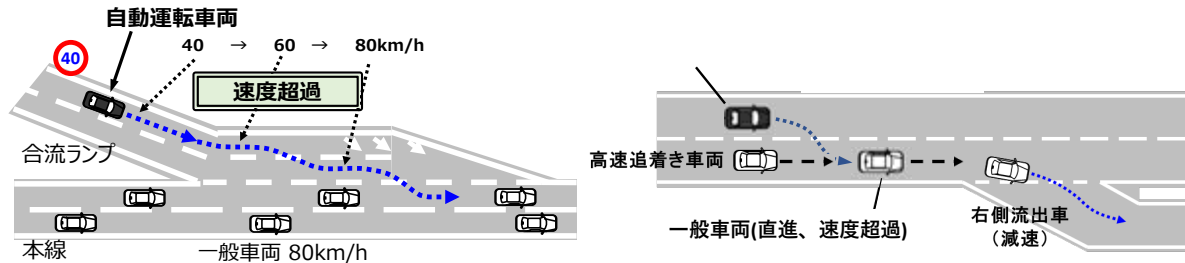 自動運転車両
40 → 60 → 80km/h
40
速度超過
合流ランプ
本線
一般車両 80km/h
高速追着き車両
一般車両(直進、速度超過)
右側流出車
(減速)